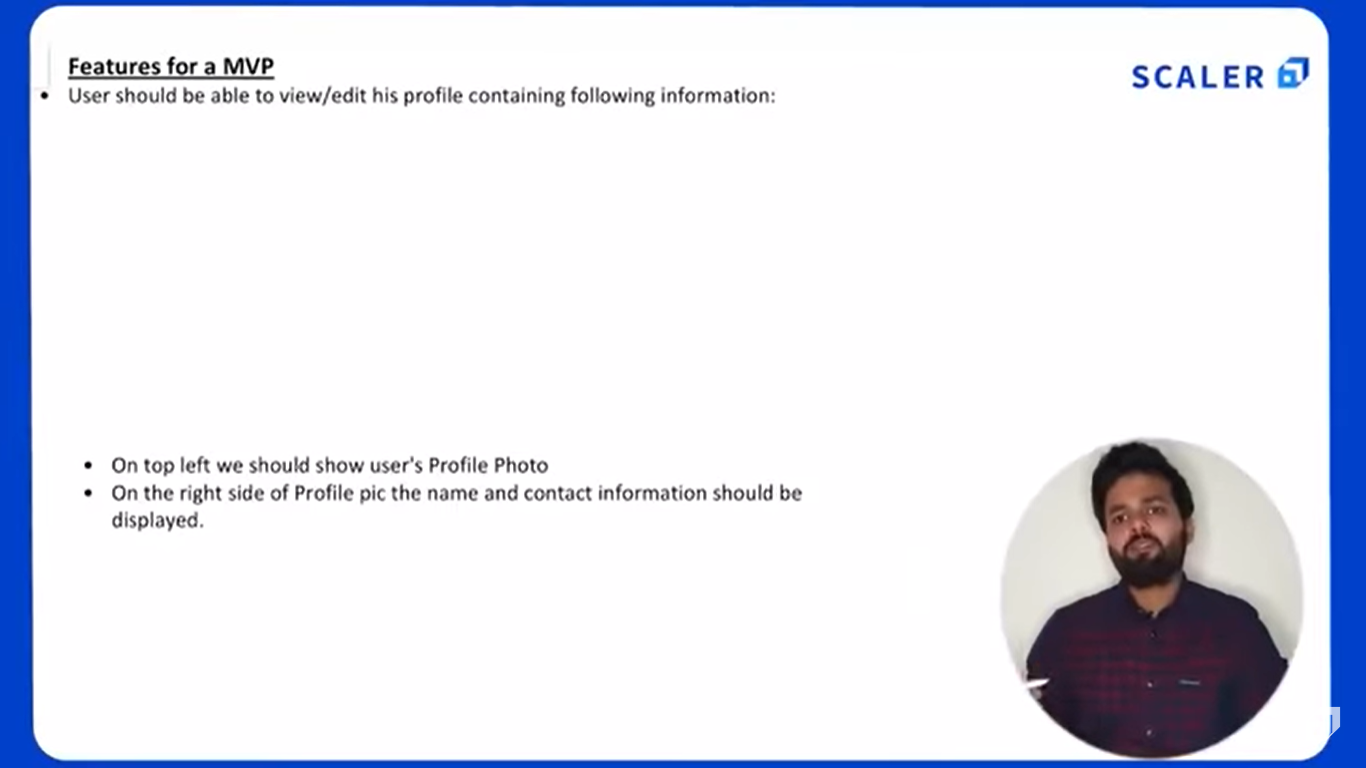 Features for a MVP
SCALER
• User should be able to view/edit his profile containing following information:
• On top left we should show user's Profile Photo
• On the right side of Profile pic the name and contact information should be
displayed.